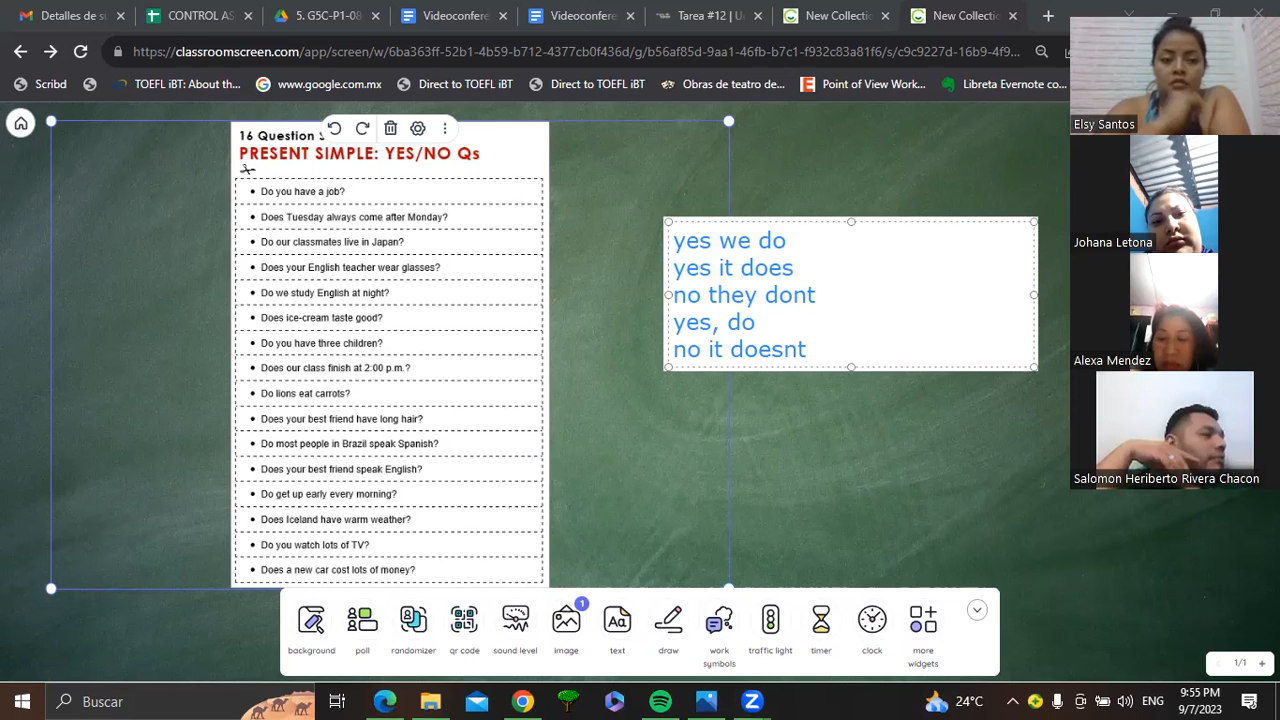 Detalles de s
CONTROL AS
5. G5C-P1-I
Videoconfere
Videoconfere
Tarea #12 | U
New Collectio
New Collectio
https://classroomscreen.com/app/screen/w/6ba363ff-52b1-4b59-b712-4377cb0f436d/g/b56af85d-9aa1-46fb-b7c1-f932c83a81f6/s/c9c9227d-16b9-4f9...
Scribd
TOEFL iBT: About the...
www.google.com.mx
Direct to TOEFL iBT
Direct to TOEFL iBT
Obras de dominio...
Point of View Work...
Libreta Evernote co...
16 Question S
PRESENT SIMPLE: YES/NO Qs
• Do you have a job?
• Does Tuesday always come after Monday?
• Do our classmates live in Japan?
• Does your English teacher wear glasses?
• Do we study English at night?
• Does ice-cream taste good?
• Do you have three children?
• Does our class finish at 2:00 p.m.?
• Do lions eat carrots?
• Does your best friend have long hair?
• Do most people in Brazil speak Spanish?
• Does your best friend speak English?
• Do get up early every morning?
• Does Iceland have warm weather?
• Do you watch lots of TV?
• Does a new car cost lots of money?
yes we do
yes it does
no they dont
yes, do
no it doesnt
Elsy Santos
Johana Letona
Alexa Mendez
Salomon Heriberto Rivera Chacon
1
background
poll
randomizer
qr code
sound level
image
text
draw
work symbols
traffic light
timer
clock
more widgets
1/1
Buscar
24°C
ENG
9:55 PM
9/7/2023
5